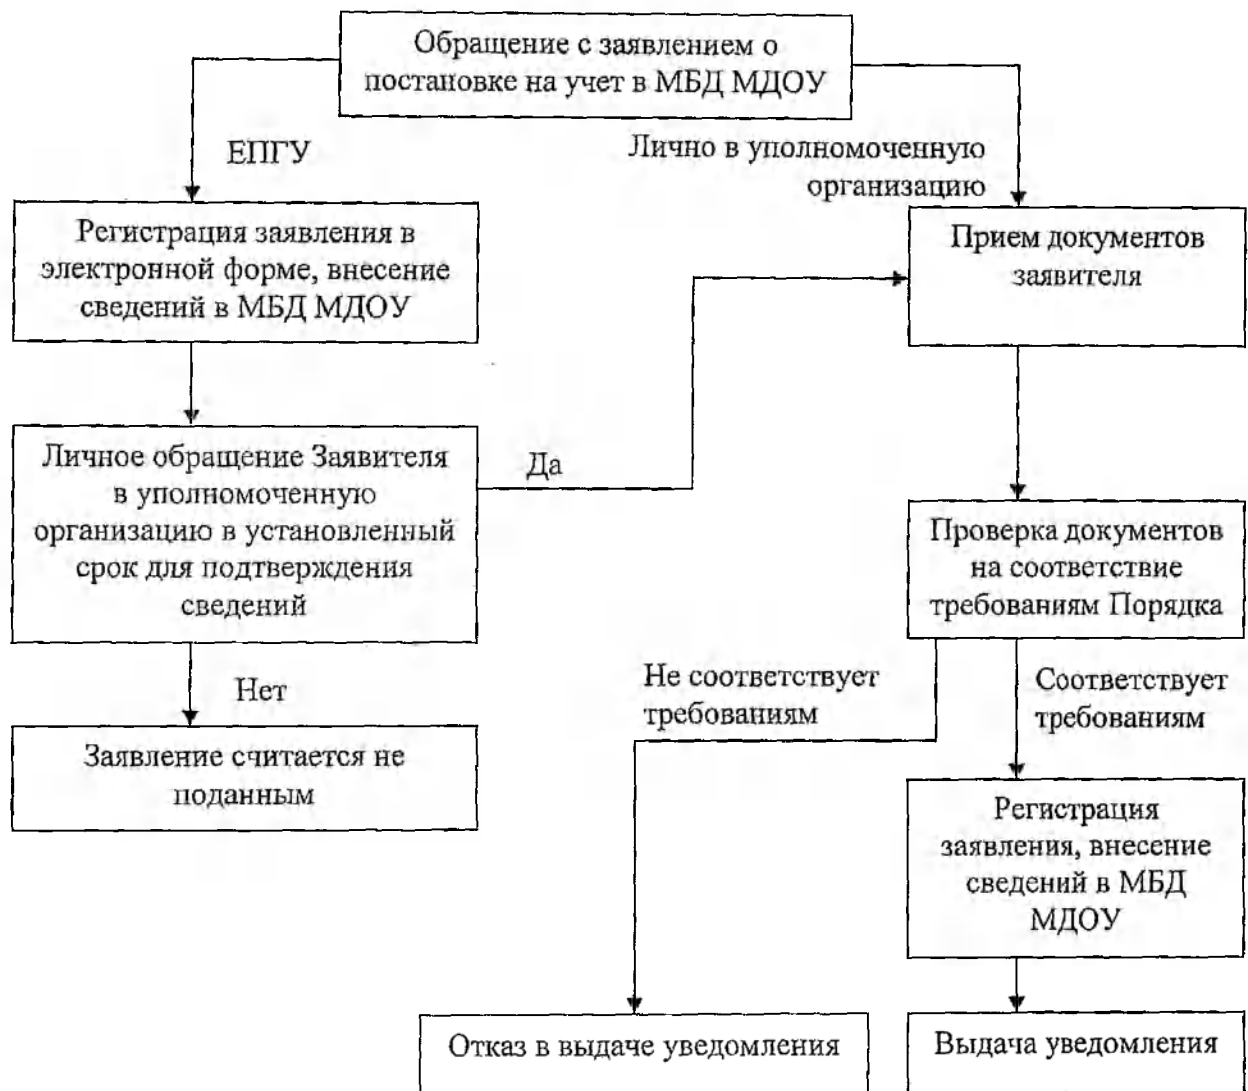 Обращение с заявлением о
постановке на учет в МБД МДОУ
ЕПГУ
Лично в уполномоченную
организацию
Регистрация заявления в
электронной форме, внесение
сведений в МБД МДОУ
Прием документов
заявителя
Личное обращение Заявителя
в уполномоченную
организацию в установленный
срок для подтверждения
сведений
Да
Проверка документов
на соответствие
требованиям Порядка
Нет
Не соответствует
требованиям
Соответствует
требованиям
Заявление считается не
поданным
Регистрация
заявления, внесение
сведений в МБД
МДОУ
Отказ в выдаче уведомления
Выдача уведомления